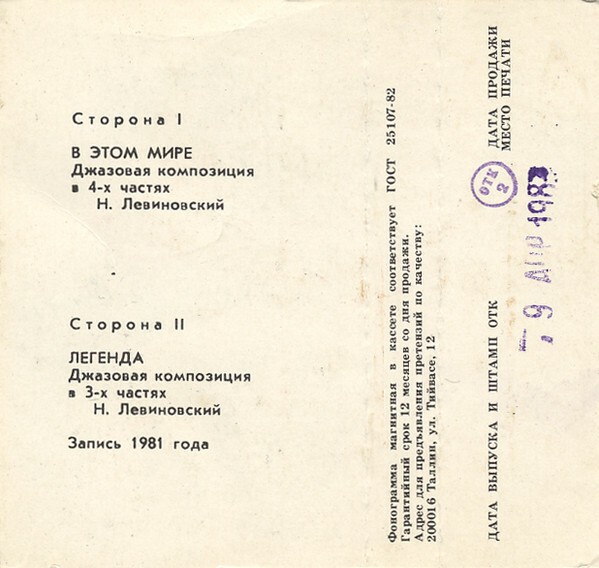 Сторона I
В ЭТОМ МИРЕ
Джазовая композиция
в 4-х частях
Н. Левиновский
Сторона II
ЛЕГЕНДА
Джазовая композиция
в 3-х частях
Н. Левиновский
Запись 1981 года
Фонограмма магнитная в кассете соответствует ГОСТ 25107-82
Гарантийный срок 12 месяцев со дня продажи.
Адрес для предъявления претензий по качеству:
200016 Таллин, ул. Тийвасе, 12
ДАТА ВЫПУСКА И ШТАМП ОТК
ДАТА ПРОДАЖИ
МЕСТО ПЕЧАТИ
ОТК
2
9 АПР